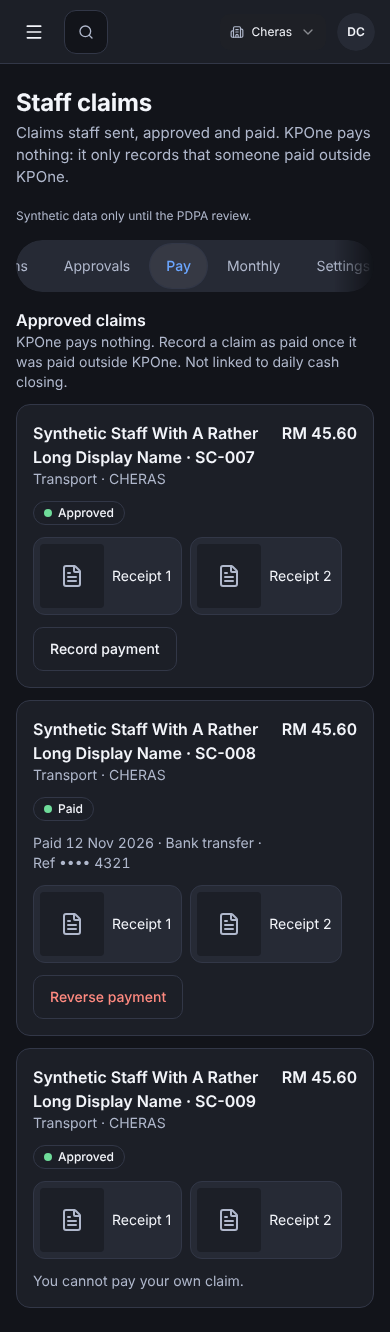 Cheras
DC
Staff claims
Claims staff sent, approved and paid. KPOne pays
nothing: it only records that someone paid outside
KPOne.
Synthetic data only until the PDPA review.
ns Approvals Pay Monthly Settings
Approved claims
KPOne pays nothing. Record a claim as paid once it
was paid outside KPOne. Not linked to daily cash
closing.
Synthetic Staff With A Rather RM 45.60
Long Display Name · SC-007
Transport · CHERAS
Approved
Receipt 1 Receipt 2
Record payment
Synthetic Staff With A Rather RM 45.60
Long Display Name · SC-008
Transport · CHERAS
Paid
Paid 12 Nov 2026 · Bank transfer ·
Ref •••• 4321
Receipt 1 Receipt 2
Reverse payment
Synthetic Staff With A Rather RM 45.60
Long Display Name · SC-009
Transport · CHERAS
Approved
Receipt 1 Receipt 2
You cannot pay your own claim.